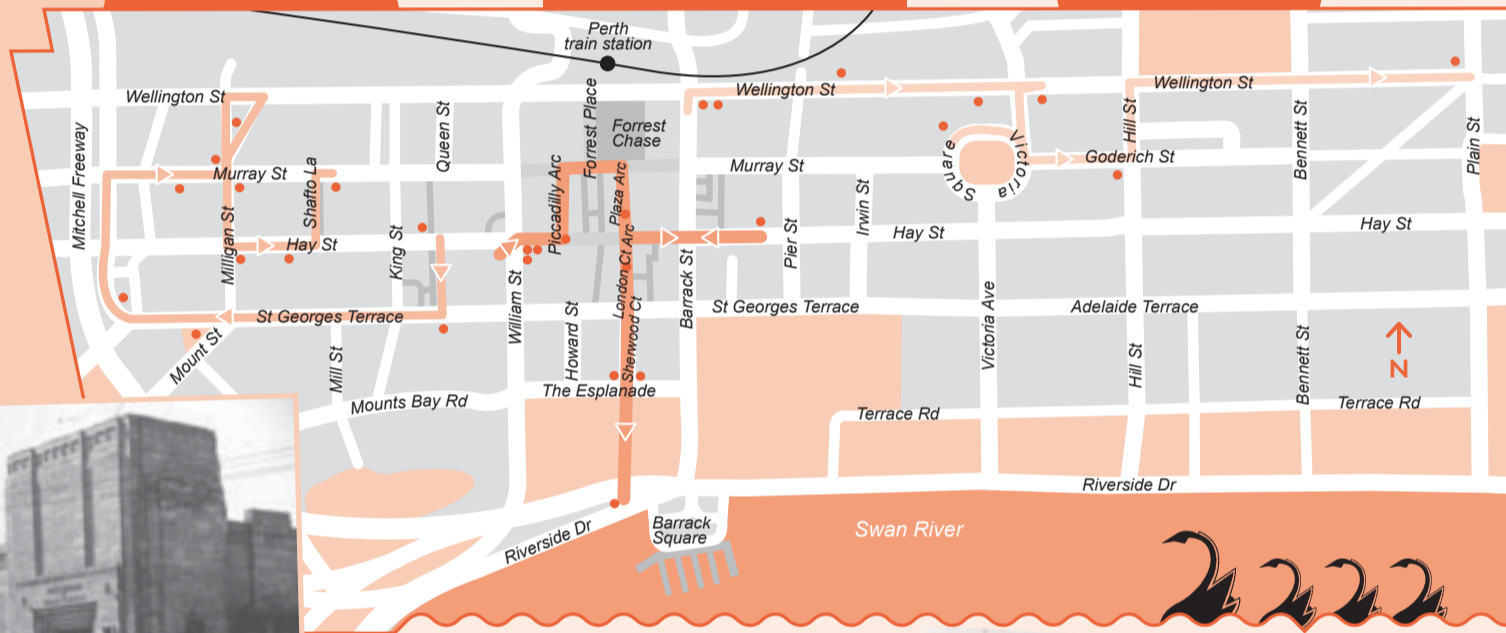 Perth
train station
Wellington St
Wellington St
Wellington St
Mitchell Freeway
Queen St
Forrest Place
Forrest
Chase
Hill St
Bennett St
Plain St
Murray St
Shafto La
Piccadilly Arc
Plaza Arc
Murray St
Victoria
Square
Goderich St
Milligan St
Hay St
King St
London Ct Arc
Pier St
Irwin St
Hay St
Hay St
St Georges Terrace
William St
Howard St
Sherwood Ct
Barrack St
St Georges Terrace
Victoria Ave
Adelaide Terrace
Mount St
Mill St
Hill St
Bennett St
N
Mounts Bay Rd
The Esplanade
Terrace Rd
Terrace Rd
Riverside Dr
Riverside Dr
Barrack
Square
Swan River